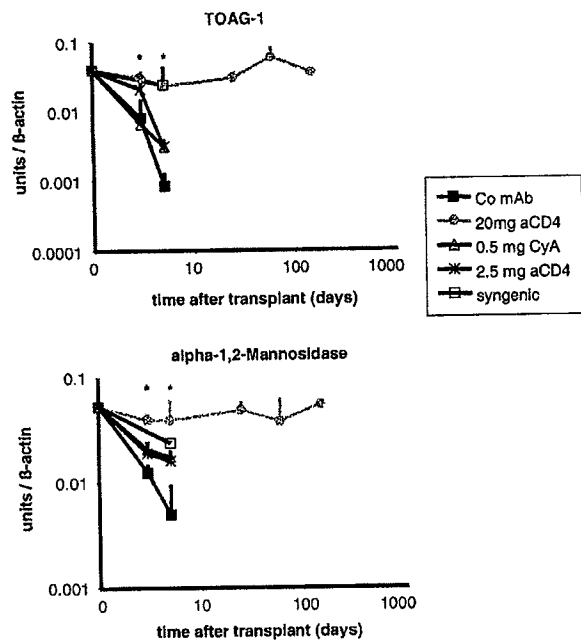 TOAG-1
* *
0.1
0.01
0.001
0.0001
units / ß-actin
0 10 100 1000
time after transplant (days)
Co mAb
20mg aCD4
0.5 mg CyA
2.5 mg aCD4
syngenic
alpha-1,2-Mannosidase
* *
0.1
0.01
0.001
units / ß-actin
0 10 100 1000
time after transplant (days)